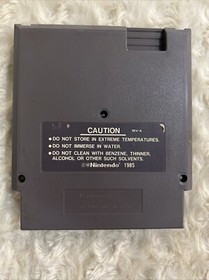 CAUTION
• DO NOT STORE IN EXTREME TEMPERATURES.
• DO NOT IMMERSE IN WATER.
• DO NOT CLEAN WITH BENZENE, THINNER,
ALCOHOL OR OTHER SUCH SOLVENTS.
Nintendo 1985